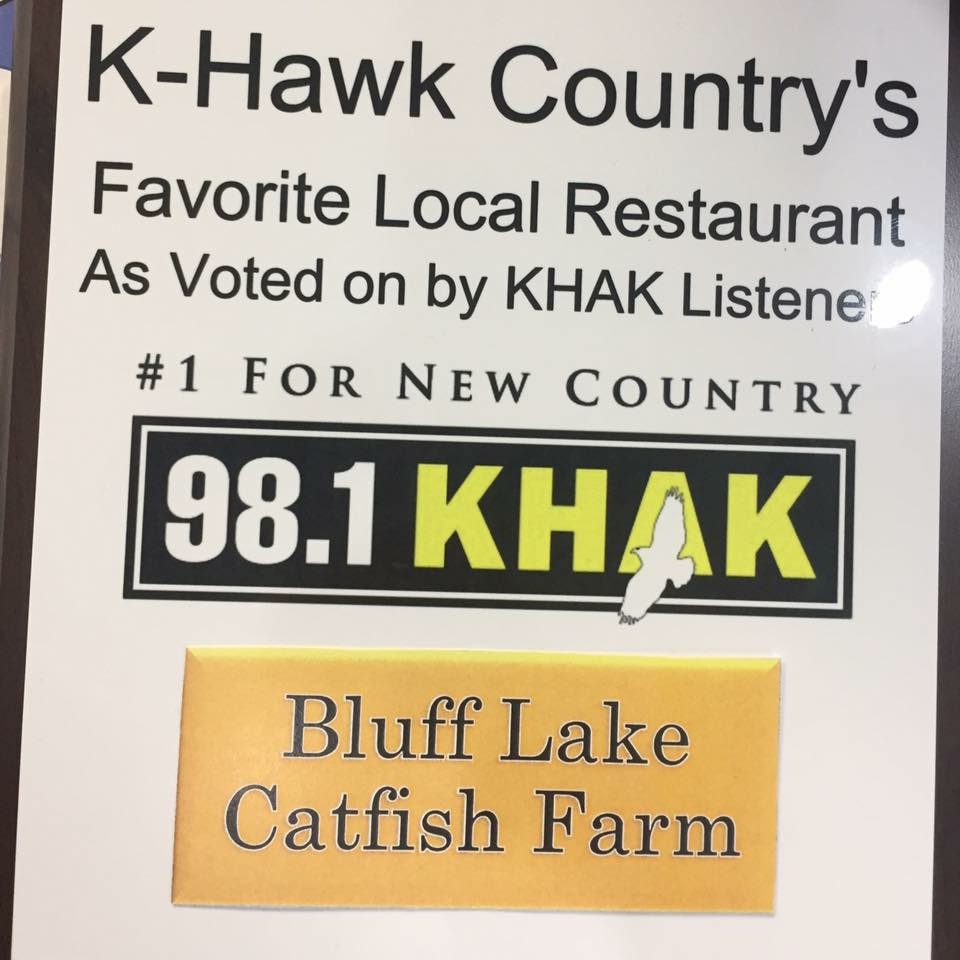 K-Hawk Country's
Favorite Local Restaurant
As Voted on by KHAK Listeners
#1 For New Country
98.1 KHAK
Bluff Lake
Catfish Farm